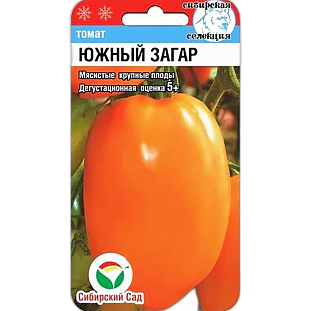 сибирская
селекция
томат
ЮЖНЫЙ ЗАГАР
Мясистые крупные плоды
Дегустационная оценка 5+
Сибирский Сад